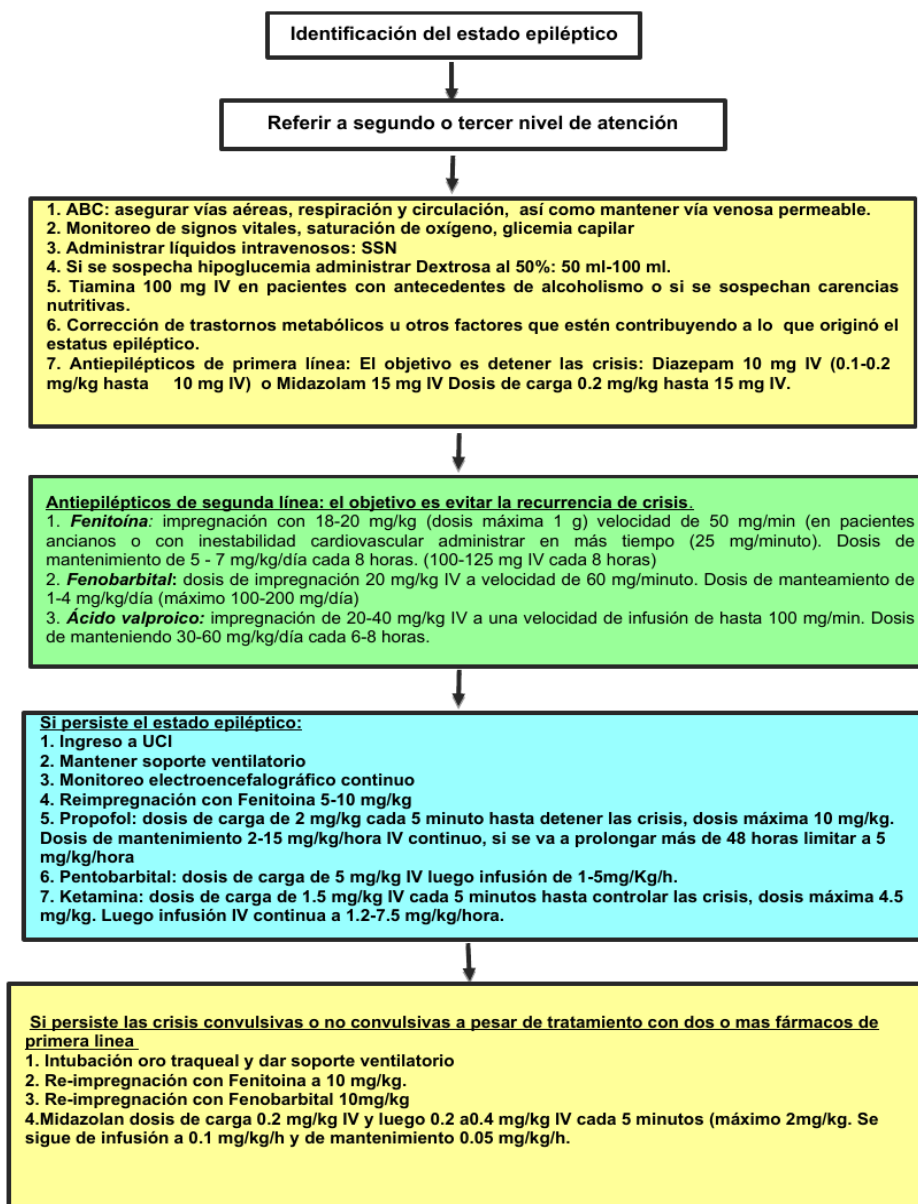 Identificación del estado epiléptico
Referir a segundo o tercer nivel de atención
1. ABC: asegurar vías aéreas, respiración y circulación, así como mantener vía venosa permeable.
2. Monitoreo de signos vitales, saturación de oxígeno, glicemia capilar
3. Administrar líquidos intravenosos: SSN
4. Si se sospecha hipoglucemia administrar Dextrosa al 50%: 50 ml-100 ml.
5. Tiamina 100 mg IV en pacientes con antecedentes de alcoholismo o si se sospechan carencias
nutritivas.
6. Corrección de trastornos metabólicos u otros factores que estén contribuyendo a lo que originó el
estatus epiléptico.
7. Antiepilépticos de primera línea: El objetivo es detener las crisis: Diazepam 10 mg IV (0.1-0.2
mg/kg hasta 10 mg IV) o Midazolam 15 mg IV Dosis de carga 0.2 mg/kg hasta 15 mg IV.
Antiepilépticos de segunda línea: el objetivo es evitar la recurrencia de crisis.
1. Fenitoína: impregnación con 18-20 mg/kg (dosis máxima 1 g) velocidad de 50 mg/min (en pacientes
ancianos o con inestabilidad cardiovascular administrar en más tiempo (25 mg/minuto). Dosis de
mantenimiento de 5 - 7 mg/kg/día cada 8 horas. (100-125 mg IV cada 8 horas)
2. Fenobarbital: dosis de impregnación 20 mg/kg IV a velocidad de 60 mg/minuto. Dosis de manteamiento de
1-4 mg/kg/día (máximo 100-200 mg/día)
3. Ácido valproico: impregnación de 20-40 mg/kg IV a una velocidad de infusión de hasta 100 mg/min. Dosis
de manteniendo 30-60 mg/kg/día cada 6-8 horas.
Si persiste el estado epiléptico:
1. Ingreso a UCI
2. Mantener soporte ventilatorio
3. Monitoreo electroencefalográfico continuo
4. Reimpregnación con Fenitoina 5-10 mg/kg
5. Propofol: dosis de carga de 2 mg/kg cada 5 minuto hasta detener las crisis, dosis máxima 10 mg/kg.
Dosis de mantenimiento 2-15 mg/kg/hora IV continuo, si se va a prolongar más de 48 horas limitar a 5
mg/kg/hora
6. Pentobarbital: dosis de carga de 5 mg/kg IV luego infusión de 1-5mg/Kg/h.
7. Ketamina: dosis de carga de 1.5 mg/kg IV cada 5 minutos hasta controlar las crisis, dosis máxima 4.5
mg/kg. Luego infusión IV continua a 1.2-7.5 mg/kg/hora.
Si persiste las crisis convulsivas o no convulsivas a pesar de tratamiento con dos o mas fármacos de
primera linea
1. Intubación oro traqueal y dar soporte ventilatorio
2. Re-impregnación con Fenitoina a 10 mg/kg.
3. Re-impregnación con Fenobarbital 10mg/kg
4.Midazolan dosis de carga 0.2 mg/kg IV y luego 0.2 a0.4 mg/kg IV cada 5 minutos (máximo 2mg/kg. Se
sigue de infusión a 0.1 mg/kg/h y de mantenimiento 0.05 mg/kg/h.